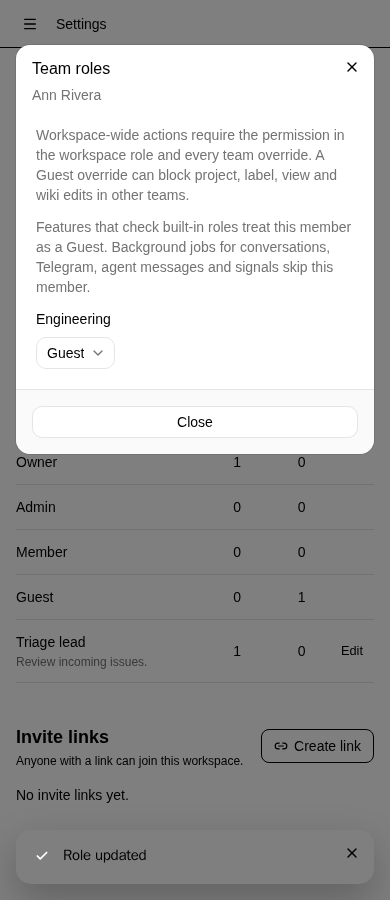 Settings
Team roles
Ann Rivera
Workspace-wide actions require the permission in
the workspace role and every team override. A
Guest override can block project, label, view and
wiki edits in other teams.
Features that check built-in roles treat this member
as a Guest. Background jobs for conversations,
Telegram, agent messages and signals skip this
member.
Engineering
Guest
Close
Owner 1 0
Admin 0 0
Member 0 0
Guest 0 1
Triage lead 1 0 Edit
Review incoming issues.
Invite links
Create link
Anyone with a link can join this workspace.
No invite links yet.
Role updated